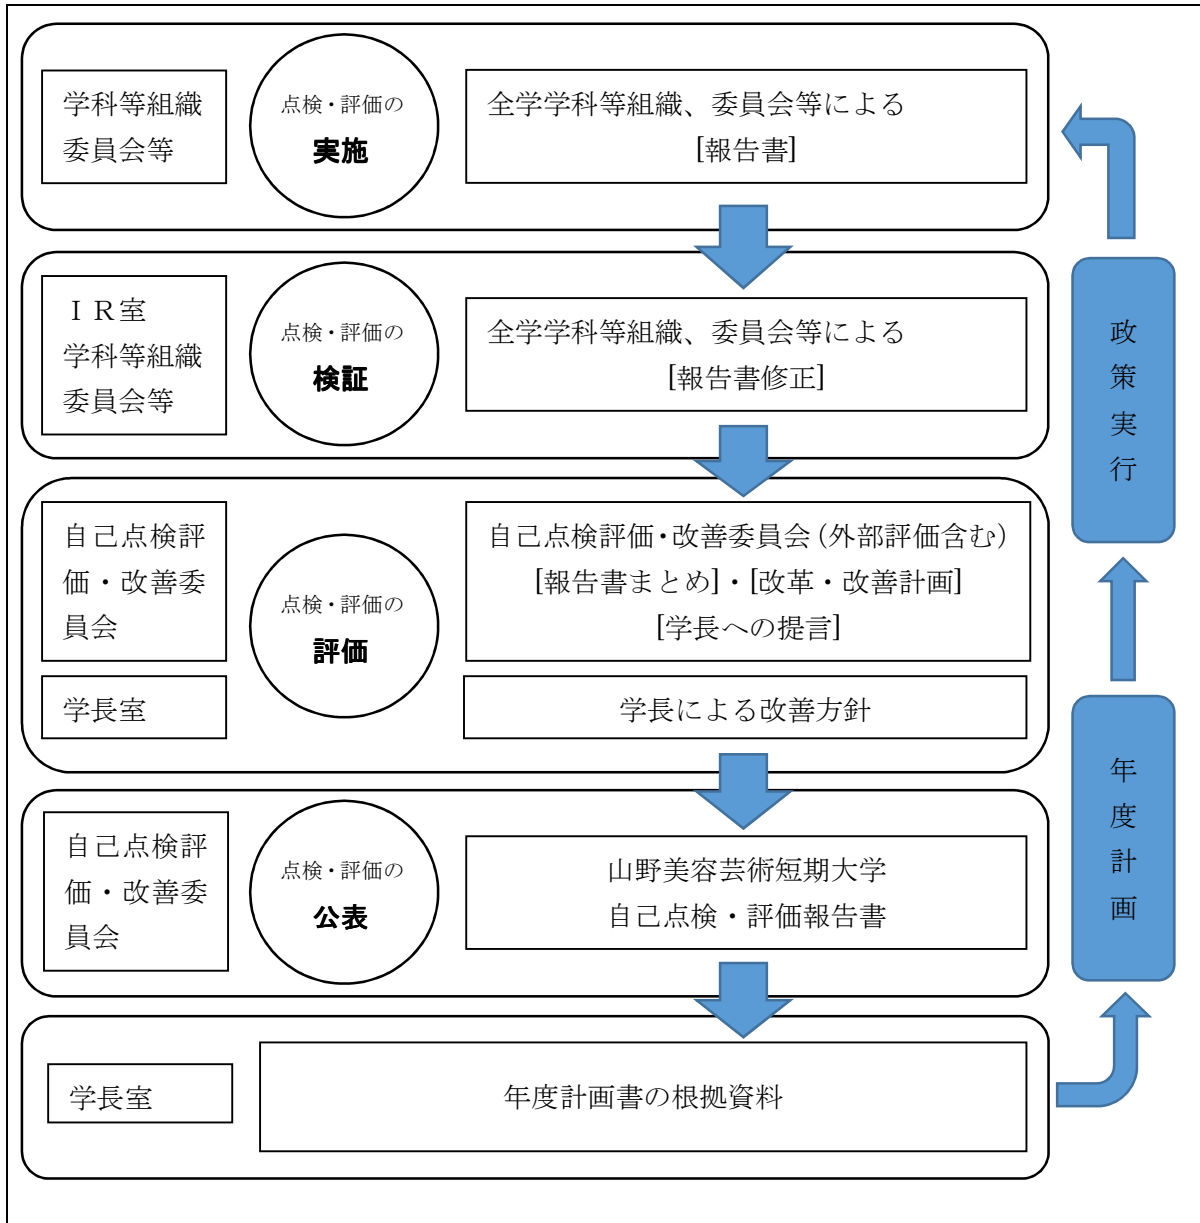 学科等組織
委員会等
点検・評価の
実施
全学学科等組織、委員会等による
[報告書]
ＩＲ室
学科等組織
委員会等
点検・評価の
検証
全学学科等組織、委員会等による
[報告書修正]
自己点検評
価・改善委
員会
点検・評価の
評価
自己点検評価・改善委員会（外部評価含む）
[報告書まとめ]・[改革・改善計画]
[学長への提言]
学長室
学長による改善方針
自己点検評
価・改善委
員会
点検・評価の
公表
山野美容芸術短期大学
自己点検・評価報告書
学長室
年度計画書の根拠資料
年度計画
政策実行